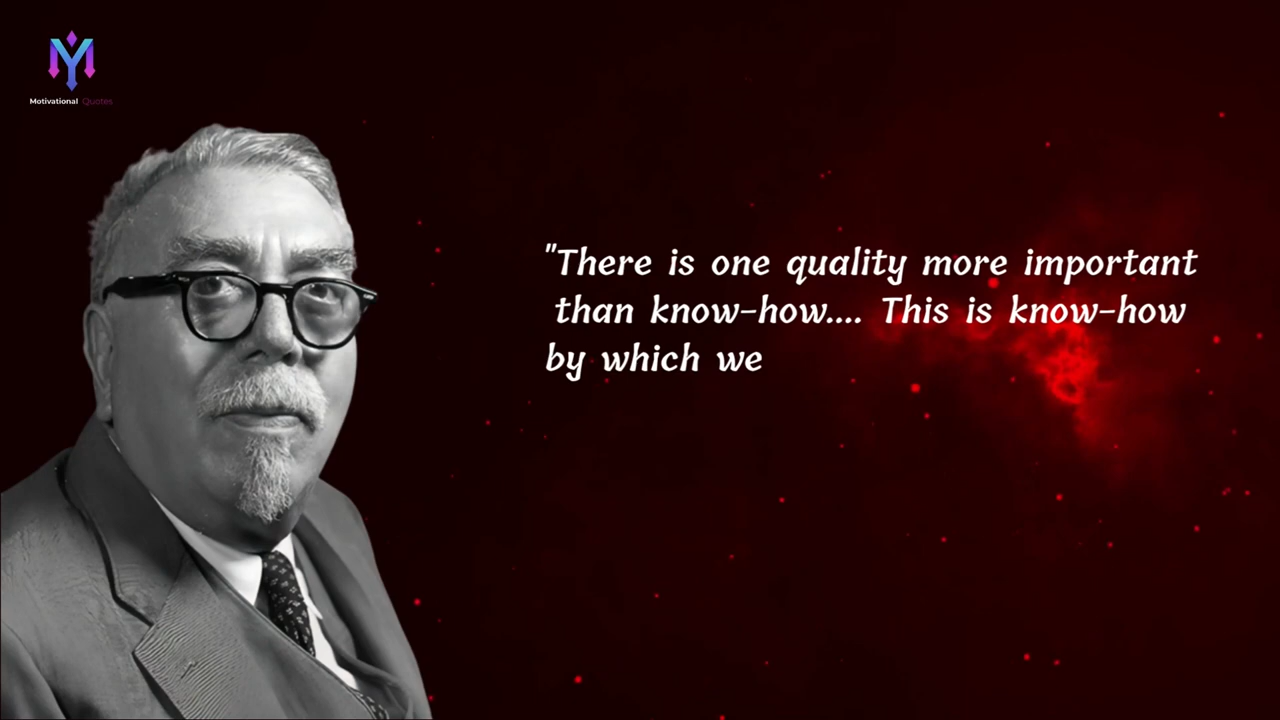 Motivational Quotes
"There is one quality more important
than know-how.... This is know-how
by which we